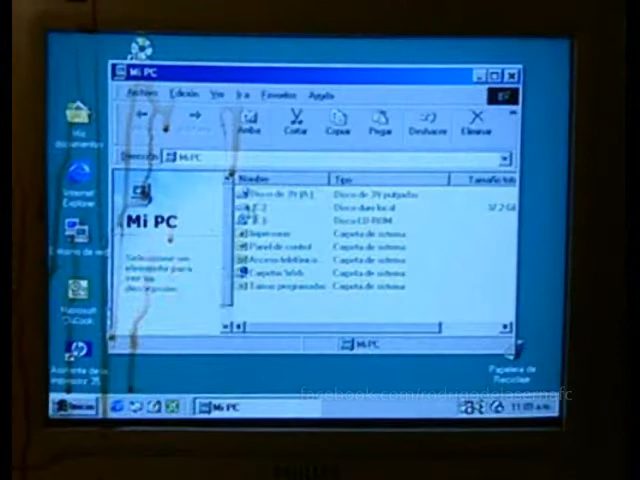 Mi PC
Archivo Edición Ver Ir a Favoritos Ayuda
Arriba Cortar Copiar Pegar Deshacer Eliminar
Dirección Mi PC
Mis documentos
Internet Explorer
Microsoft Outlook
Mi PC
Seleccione un
elemento para
ver su
descripción.
Nombre Tipo Tamaño total
Disco de 3½ (A:) Disco de 3½ pulgadas
Disco duro local
Disco CD-ROM
Impresoras Carpeta de sistema
Panel de control Carpeta de sistema
Acceso telefónico a... Carpeta de sistema
Carpetas Web Carpeta de sistema
Tareas programadas Carpeta de sistema
Mi PC
Papelera de
Reciclaje
Inicio Mi PC
PHILIPS